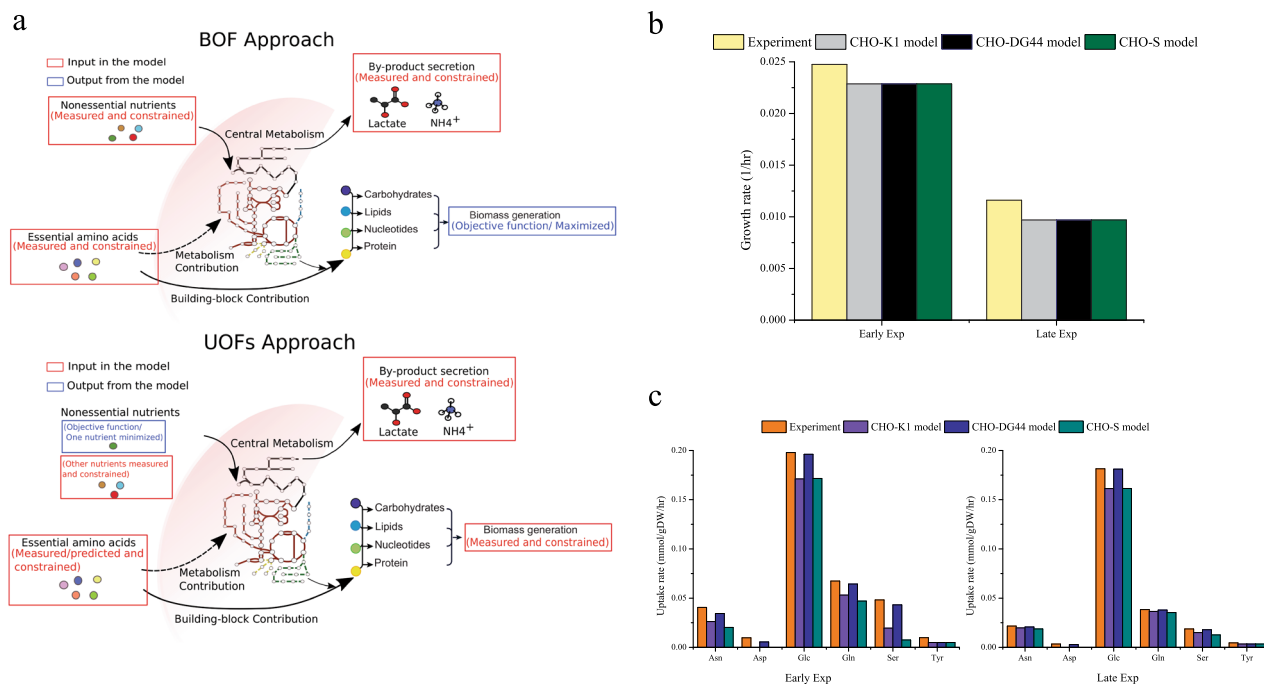 a
BOF Approach
Input in the model
Output from the model
Nonessential nutrients
(Measured and constrained)
By-product secretion
(Measured and constrained)
Lactate
NH4+
Central Metabolism
Carbohydrates
Lipids
Nucleotides
Protein
Biomass generation
(Objective function/ Maximized)
Essential amino acids
(Measured and constrained)
Metabolism
Contribution
Building-block Contribution
UOFs Approach
Input in the model
Output from the model
Nonessential nutrients
(Objective function/
One nutrient minimized)
(Other nutrients measured
and constrained)
By-product secretion
(Measured and constrained)
Lactate
NH4+
Central Metabolism
Carbohydrates
Lipids
Nucleotides
Protein
Biomass generation
(Measured and constrained)
Essential amino acids
(Measured/predicted and
constrained)
Metabolism
Contribution
Building-block Contribution
b
Experiment CHO-K1 model CHO-DG44 model CHO-S model
Growth rate (1/hr)
0.025
0.020
0.015
0.010
0.005
0.000
Early Exp Late Exp
c
Experiment CHO-K1 model CHO-DG44 model CHO-S model
Uptake rate (mmol/gDW/hr)
0.20
0.15
0.10
0.05
0.00
Asn Asp Glc Gln Ser Tyr
Early Exp
Uptake rate (mmol/gDW/hr)
0.20
0.15
0.10
0.05
0.00
Asn Asp Glc Gln Ser Tyr
Late Exp